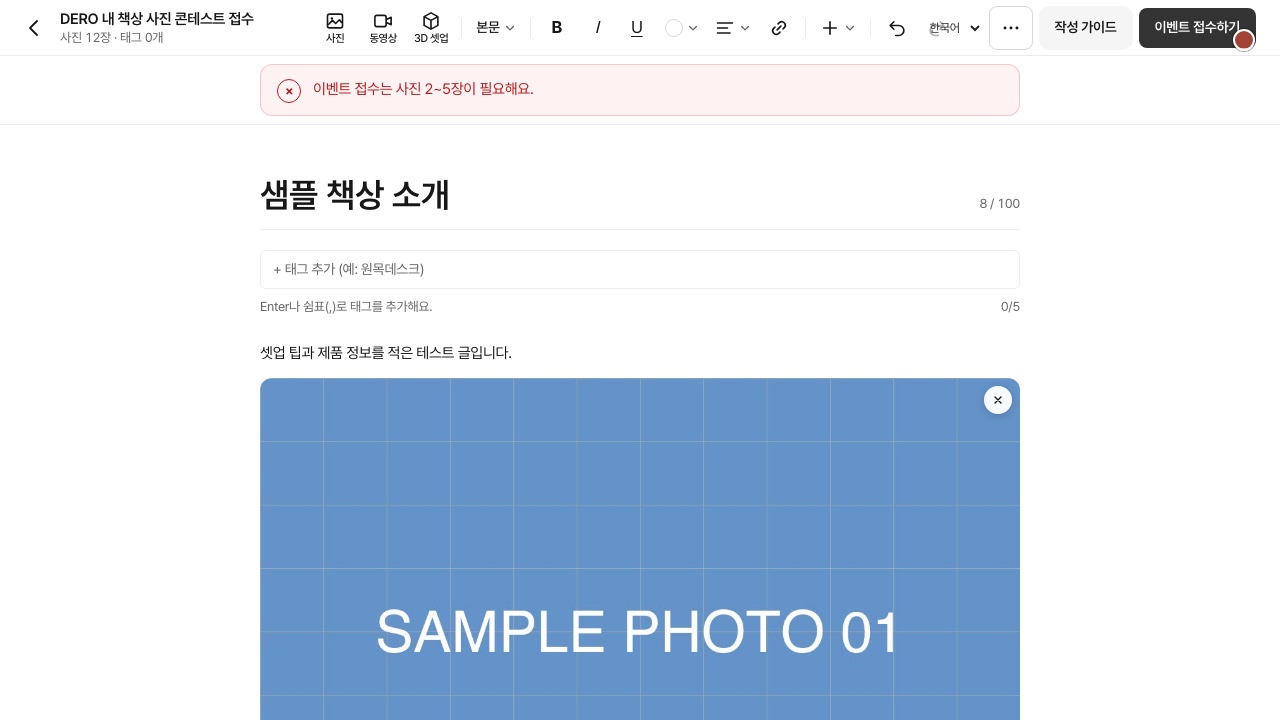 DERO 내 책상 사진 콘테스트 접수
사진 12장 · 태그 0개
사진
동영상
3D 셋업
본문
B
I
U
한국어
작성 가이드
이벤트 접수하기
이벤트 접수는 사진 2~5장이 필요해요.
샘플 책상 소개
8 / 100
+ 태그 추가 (예: 원목데스크)
Enter나 쉼표(,)로 태그를 추가해요.
0/5
셋업 팁과 제품 정보를 적은 테스트 글입니다.
SAMPLE PHOTO 01